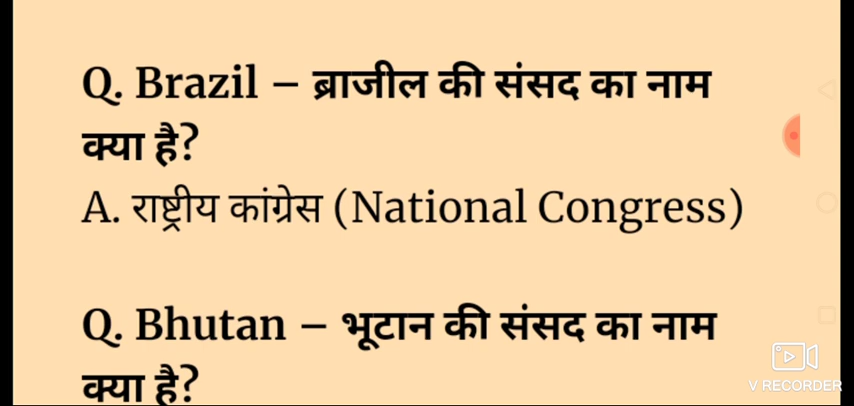 Q. Brazil – ब्राजील की संसद का नाम
क्या है?
A. राष्ट्रीय कांग्रेस (National Congress)
Q. Bhutan – भूटान की संसद का नाम
क्या है?
V RECORDER